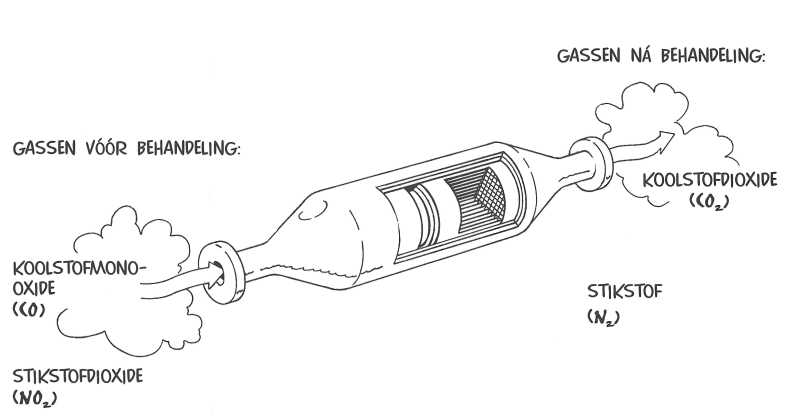 GASSEN NÁ BEHANDELING:
GASSEN VÓÓR BEHANDELING:
KOOLSTOFDIOXIDE
(CO₂)
KOOLSTOFMONO-
OXIDE
(CO)
STIKSTOF
(N₂)
STIKSTOFDIOXIDE
(NO₂)